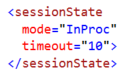 <sessionState
mode="InProc"
timeout="10">
</sessionState>